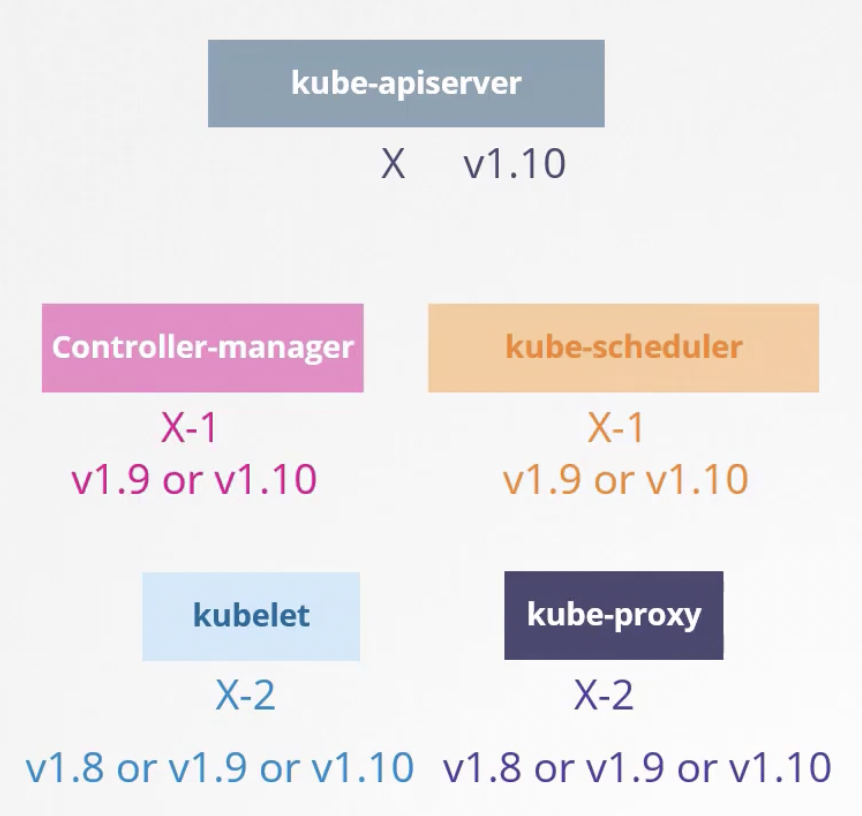 kube-apiserver
X v1.10
Controller-manager
kube-scheduler
X-1
X-1
v1.9 or v1.10
v1.9 or v1.10
kubelet
kube-proxy
X-2
X-2
v1.8 or v1.9 or v1.10
v1.8 or v1.9 or v1.10